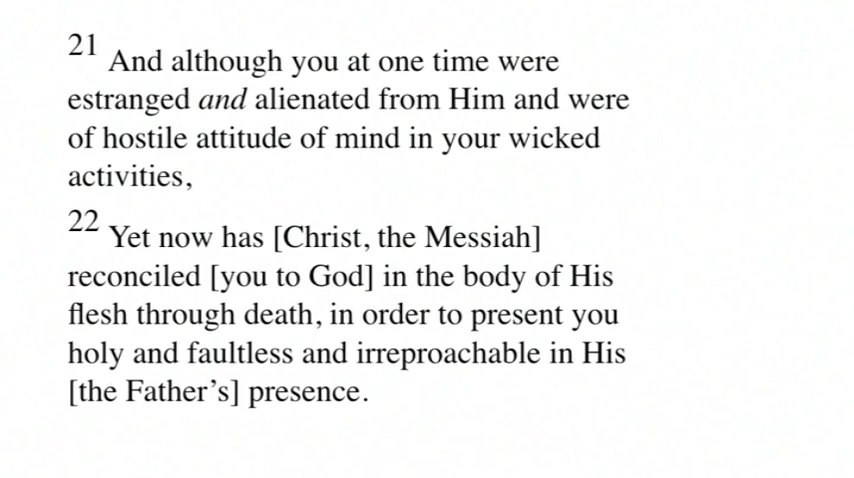 21 And although you at one time were
estranged and alienated from Him and were
of hostile attitude of mind in your wicked
activities,
22 Yet now has [Christ, the Messiah]
reconciled [you to God] in the body of His
flesh through death, in order to present you
holy and faultless and irreproachable in His
[the Father’s] presence.